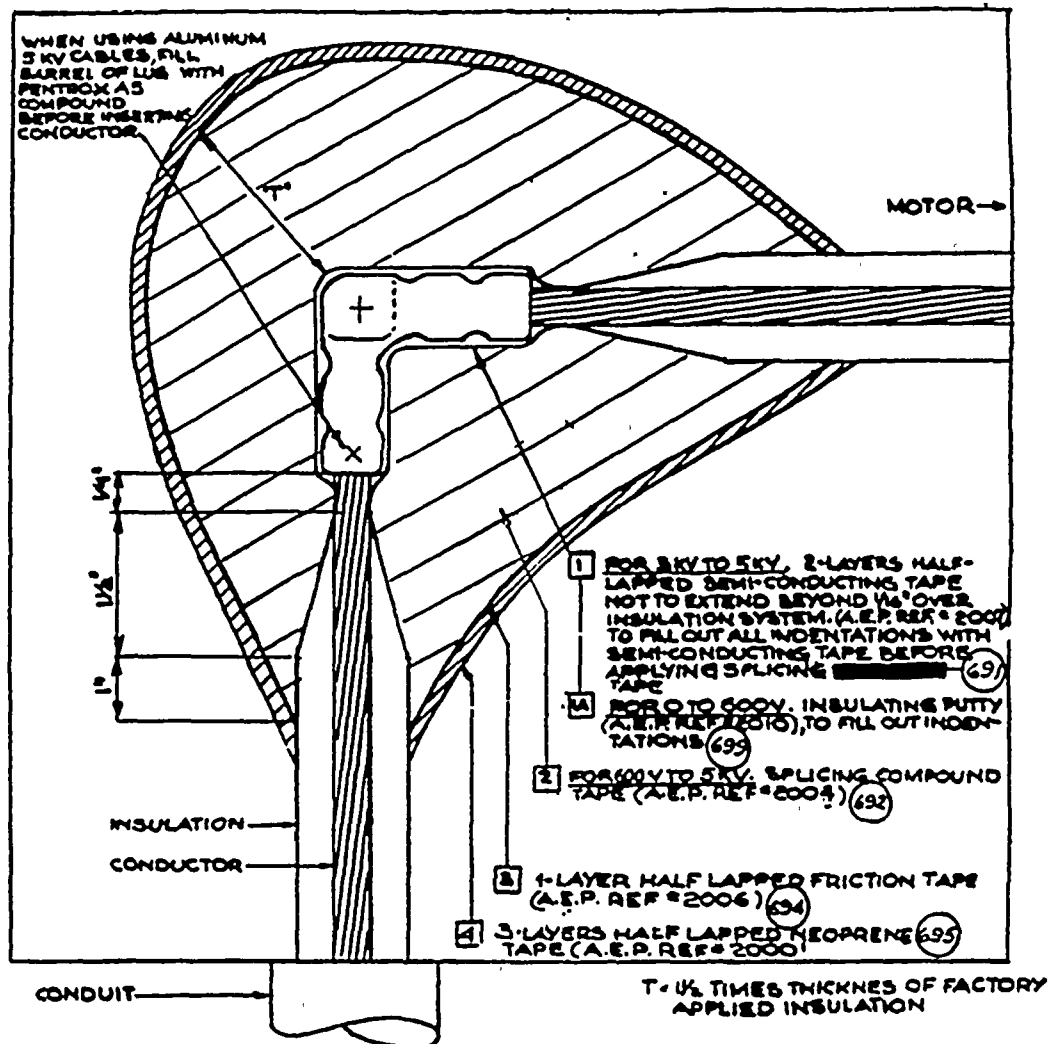 WHEN USING ALUMINUM
5 KV CABLES, FILL
BARREL OF LUG WITH
PENTROX A5
COMPOUND
BEFORE INSERTING
CONDUCTOR
"T"
MOTOR
1/4"
1 1/2"
1"
1 FOR 3KV TO 5KV, 2-LAYERS HALF-
LAPPED SEMI-CONDUCTING TAPE
NOT TO EXTEND BEYOND 1/16" OVER
INSULATION SYSTEM. (A.E.P. REF # 2007)
TO FILL OUT ALL INDENTATIONS WITH
SEMI-CONDUCTING TAPE BEFORE
APPLYING SPLICING 691
TAPE
1A FOR 0 TO 600V. INSULATING PUTTY
(A.E.P. REF # 2010), TO FILL OUT INDEN-
TATIONS 699
2 FOR 600V TO 5KV. SPLICING COMPOUND
TAPE (A.E.P. REF # 2004) 692
INSULATION
CONDUCTOR
3 1-LAYER HALF LAPPED FRICTION TAPE
(A.E.P. REF # 2006) 694
4 3-LAYERS HALF LAPPED NEOPRENE 695
TAPE (A.E.P. REF # 2000
CONDUIT
T = 1 1/2 TIMES THICKNES OF FACTORY
APPLIED INSULATION